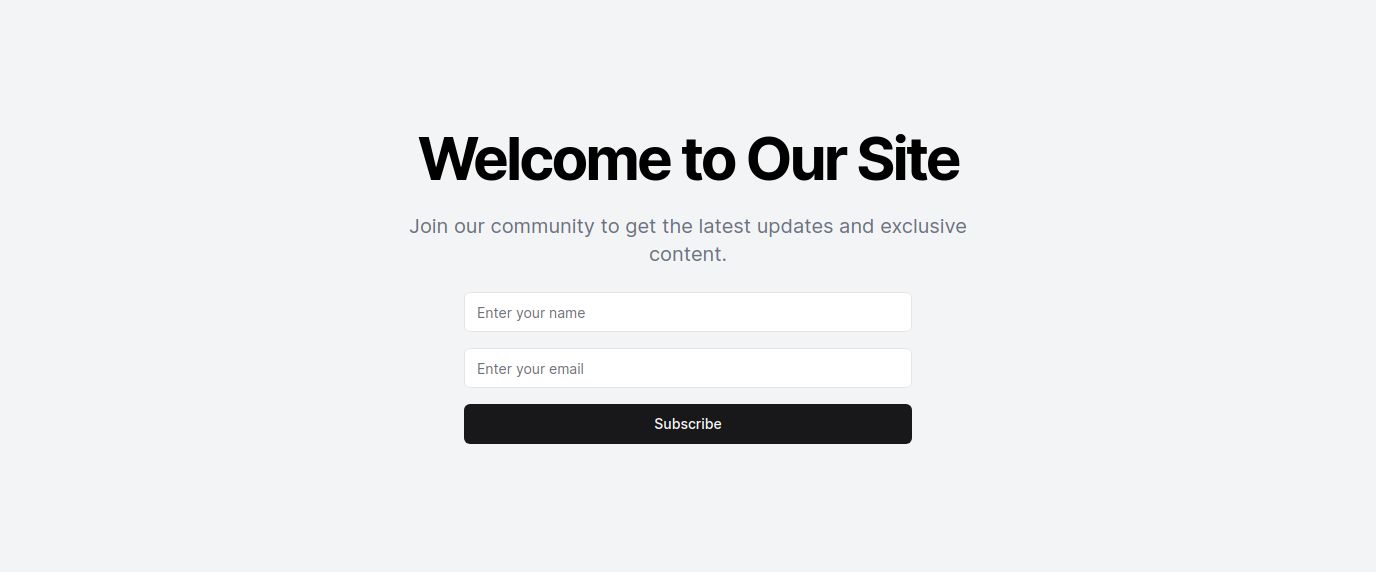 Welcome to Our Site
Join our community to get the latest updates and exclusive
content.
Enter your name
Enter your email
Subscribe